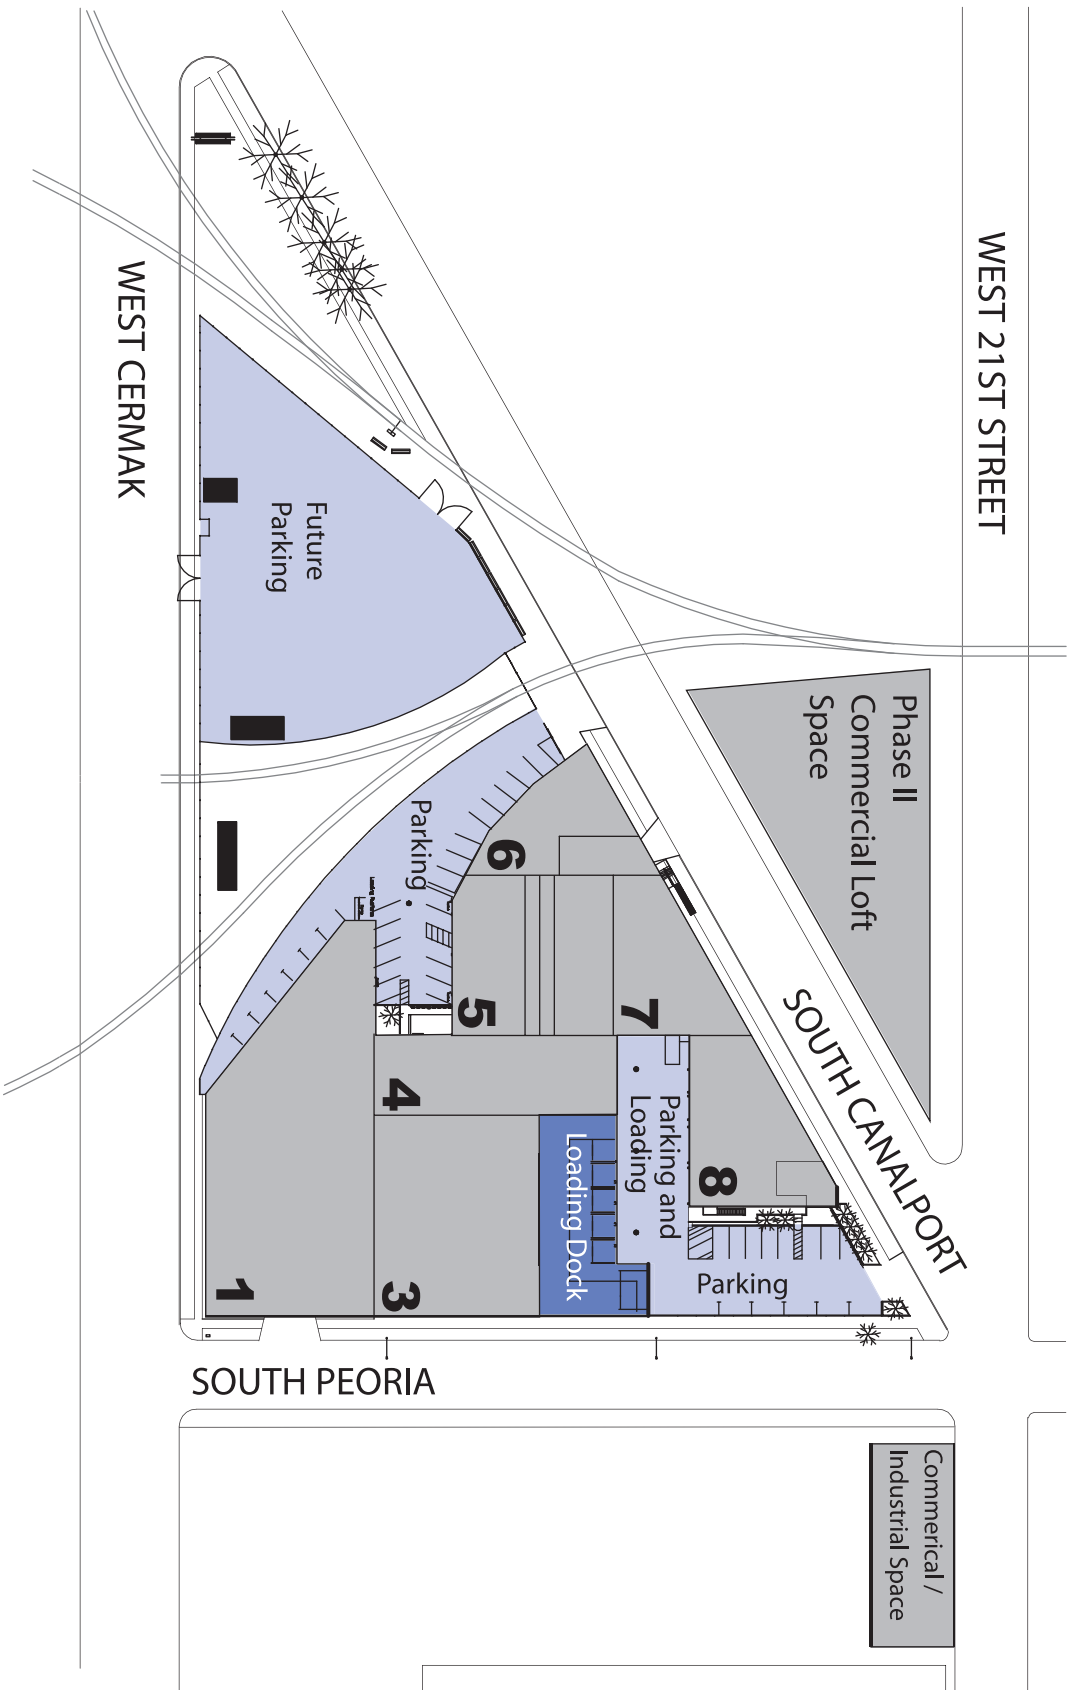 WEST 21ST STREET
WEST CERMAK
Future
Parking
Phase II
Commercial Loft
Space
Parking
6
5
7
SOUTH CANALPORT
4
Parking and
Loading
8
Loading Dock
Parking
1
3
SOUTH PEORIA
Commerical /
Industrial Space